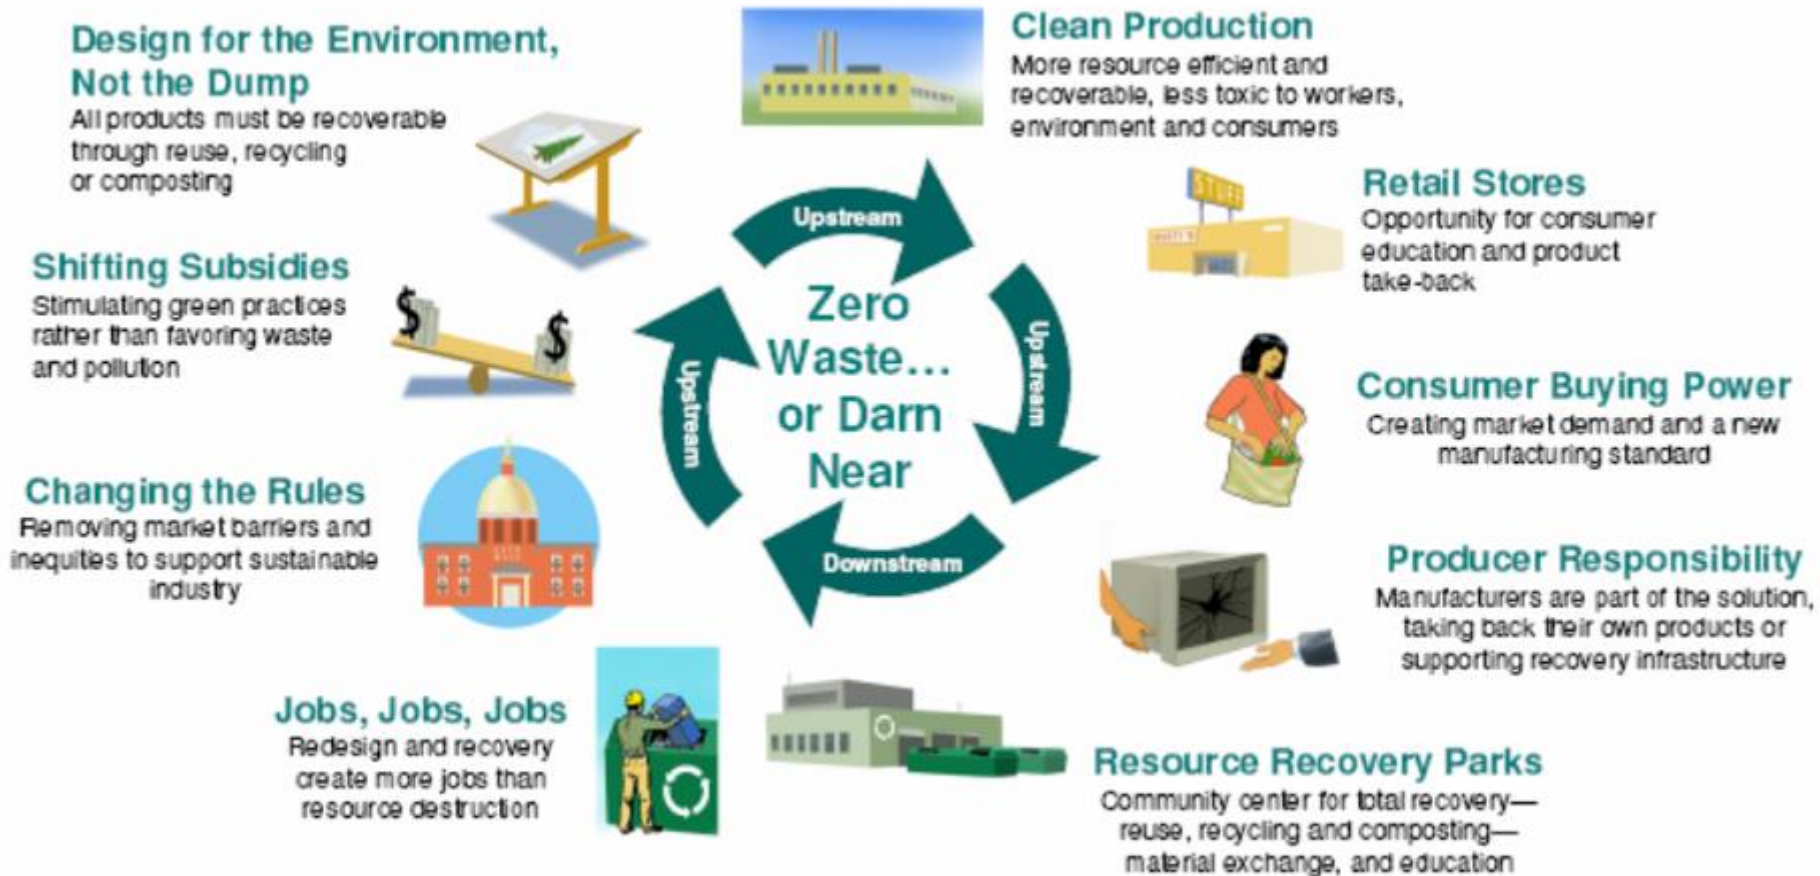 Design for the Environment,
Not the Dump
All products must be recoverable
through reuse, recycling
or composting
Clean Production
More resource efficient and
recoverable, less toxic to workers,
environment and consumers
STUFF
Retail Stores
Opportunity for consumer
education and product
take-back
Shifting Subsidies
Stimulating green practices
rather than favoring waste
and pollution
$
$
Upstream
Upstream
Upstream
Downstream
Zero
Waste...
or Darn
Near
Consumer Buying Power
Creating market demand and a new
manufacturing standard
Changing the Rules
Removing market barriers and
inequities to support sustainable
industry
Producer Responsibility
Manufacturers are part of the solution,
taking back their own products or
supporting recovery infrastructure
Jobs, Jobs, Jobs
Redesign and recovery
create more jobs than
resource destruction
Resource Recovery Parks
Community center for total recovery—
reuse, recycling and composting—
material exchange, and education